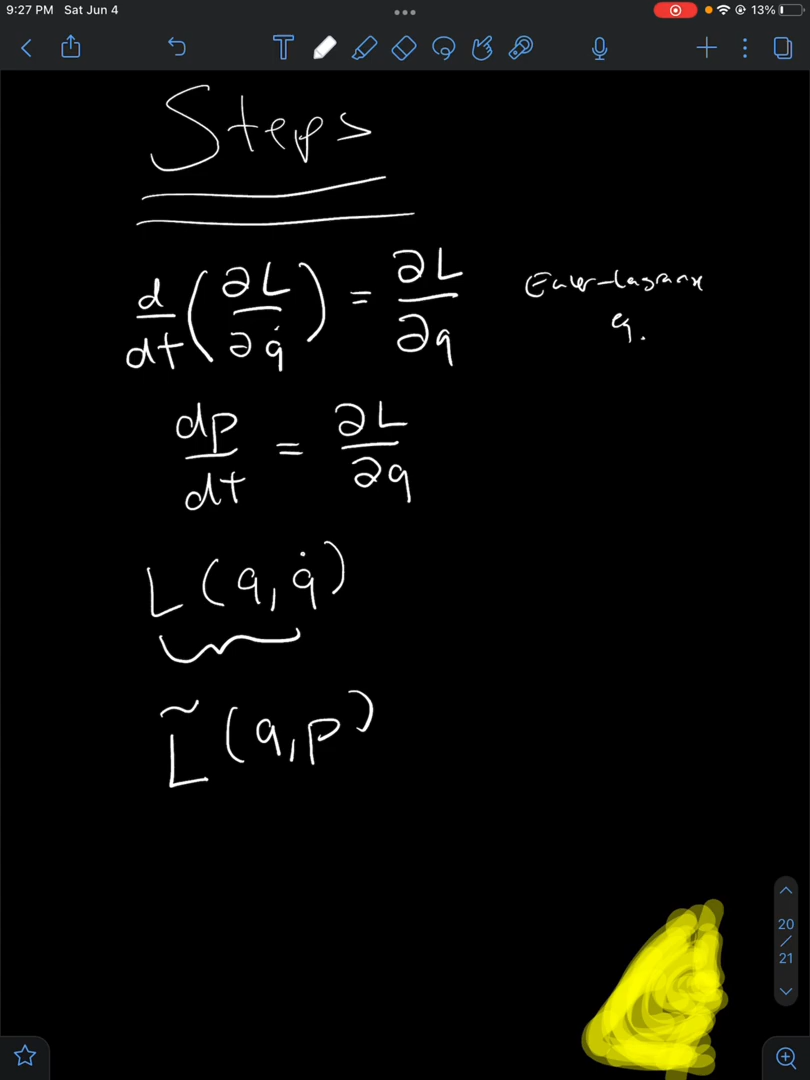 9:27 PM Sat Jun 4
13%
Steps
d/dt (∂L/∂q̇) = ∂L/∂q
Euler-Lagrange
eq.
dp/dt = ∂L/∂q
L(q, q̇)
L̃(q, p)
20
/
21